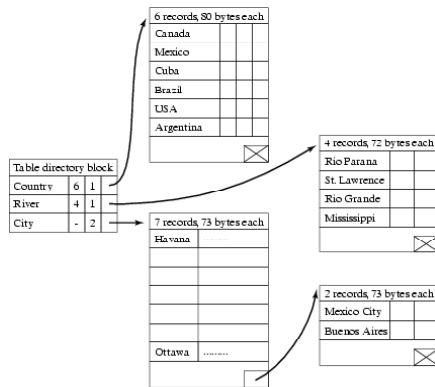 6 records, 80 bytes each
Canada
Mexico
Cuba
Brazil
USA
Argentina
4 records, 72 bytes each
Rio Parana
St. Lawrence
Rio Grande
Mississippi
Table directory block
Country 6 1
River 4 1
City - 2
7 records, 73 bytes each
Havana ........
Ottawa ........
2 records, 73 bytes each
Mexico City
Buenos Aires